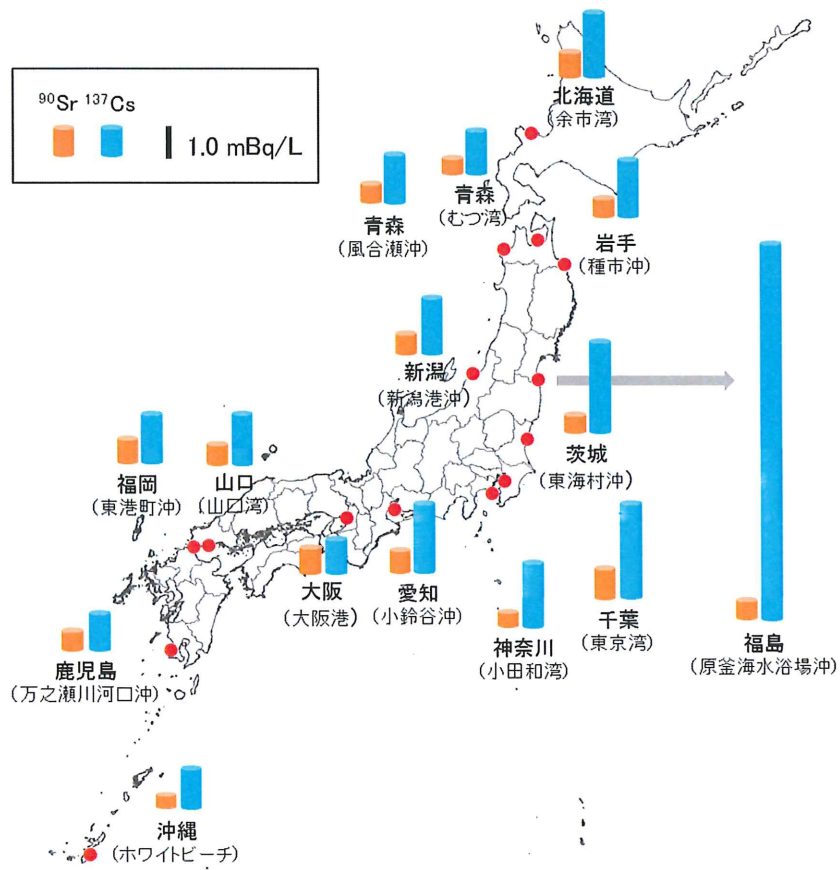 ⁹⁰Sr ¹³⁷Cs
1.0 mBq/L
北海道
(余市湾)
青森
(むつ湾)
青森
(風合瀬沖)
岩手
(種市沖)
新潟
(新潟港沖)
茨城
(東海村沖)
福岡
(東港町沖)
山口
(山口湾)
大阪
(大阪港)
愛知
(小鈴谷沖)
神奈川
(小田和湾)
千葉
(東京湾)
福島
(原釜海水浴場沖)
鹿児島
(万之瀬川河口沖)
沖縄
(ホワイトビーチ)